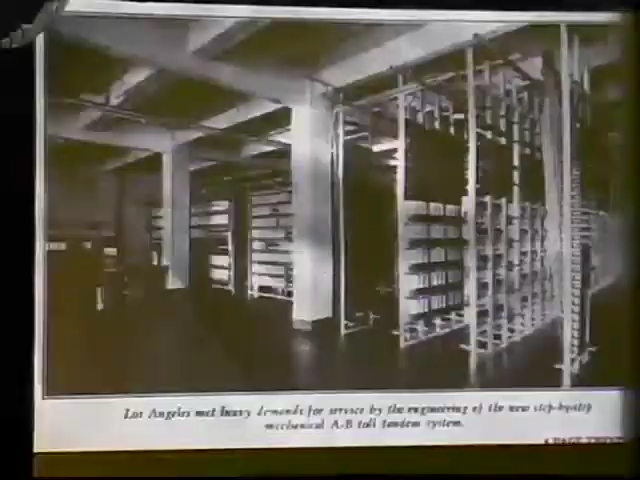 Los Angeles met heavy demands for service by the engineering of the new step-by-step
mechanical A-B toll tandem system.